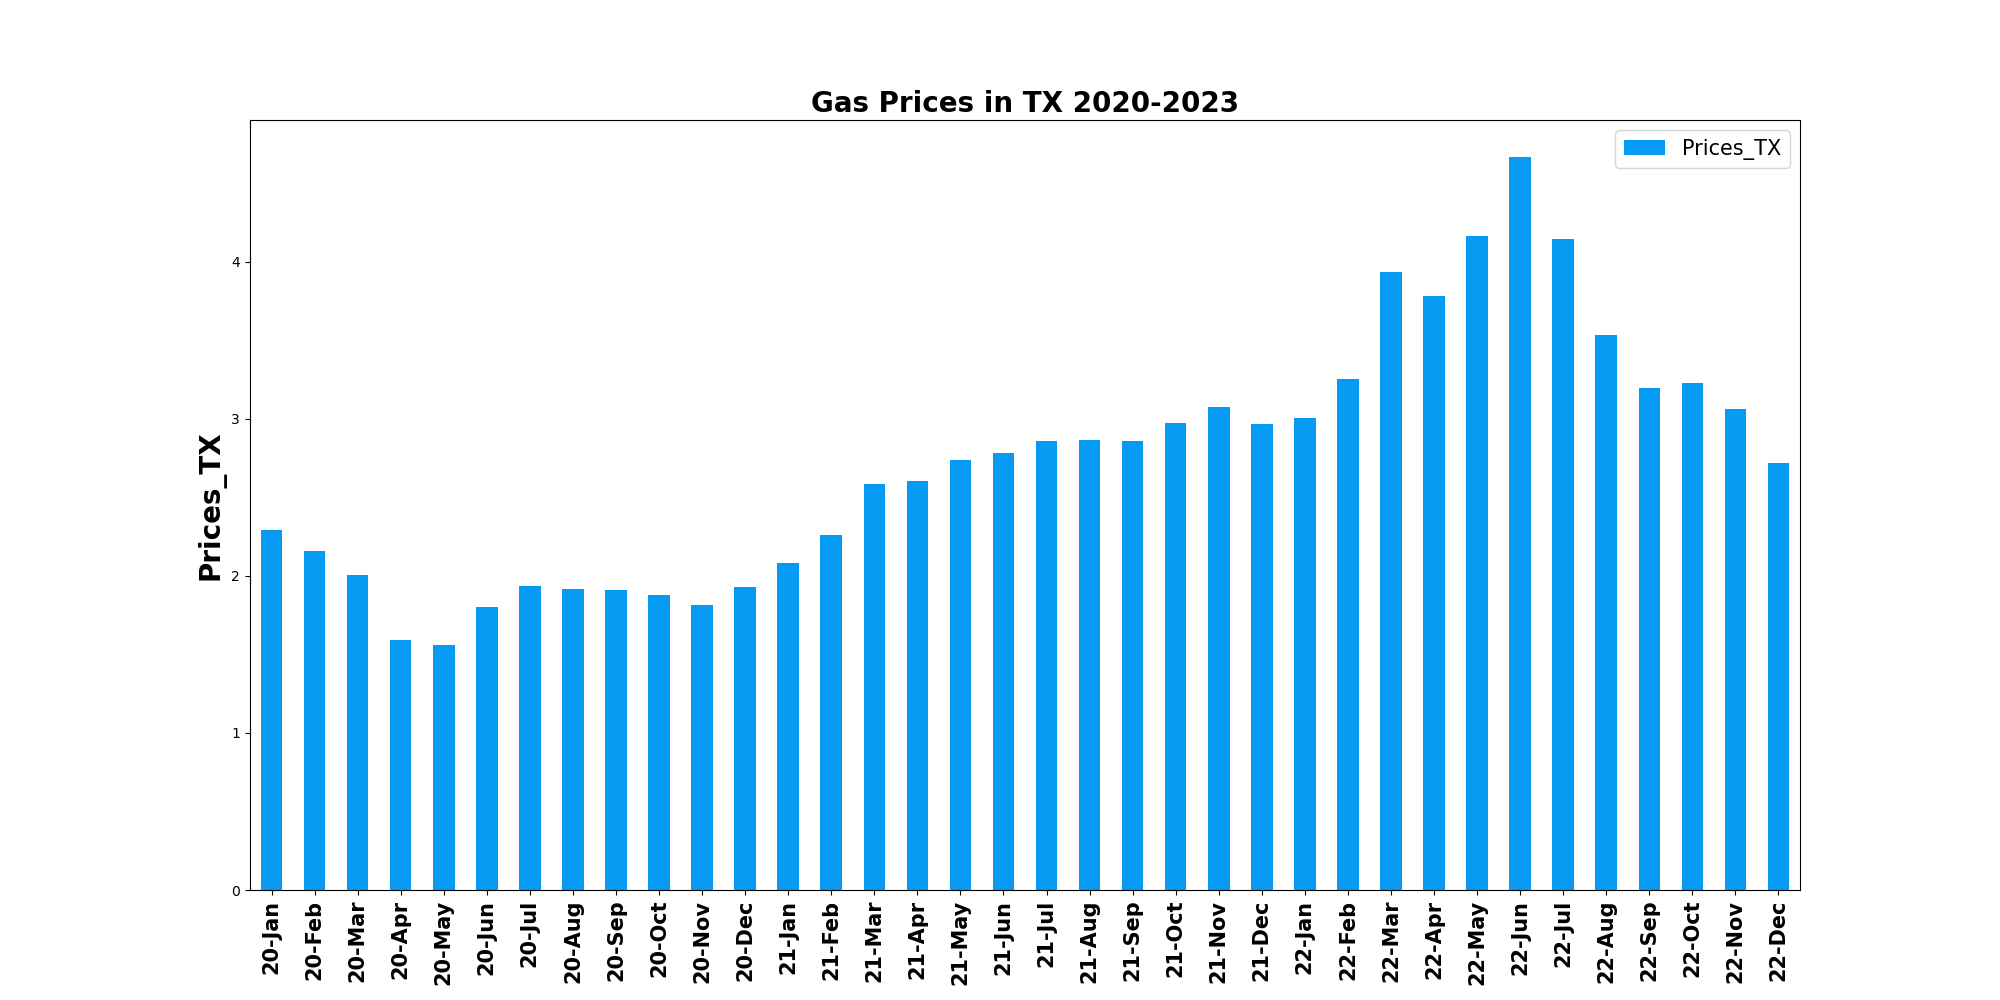 Gas Prices in TX 2020-2023
Prices_TX
Prices_TX
4
3
2
1
0
20-Jan
20-Feb
20-Mar
20-Apr
20-May
20-Jun
20-Jul
20-Aug
20-Sep
20-Oct
20-Nov
20-Dec
21-Jan
21-Feb
21-Mar
21-Apr
21-May
21-Jun
21-Jul
21-Aug
21-Sep
21-Oct
21-Nov
21-Dec
22-Jan
22-Feb
22-Mar
22-Apr
22-May
22-Jun
22-Jul
22-Aug
22-Sep
22-Oct
22-Nov
22-Dec